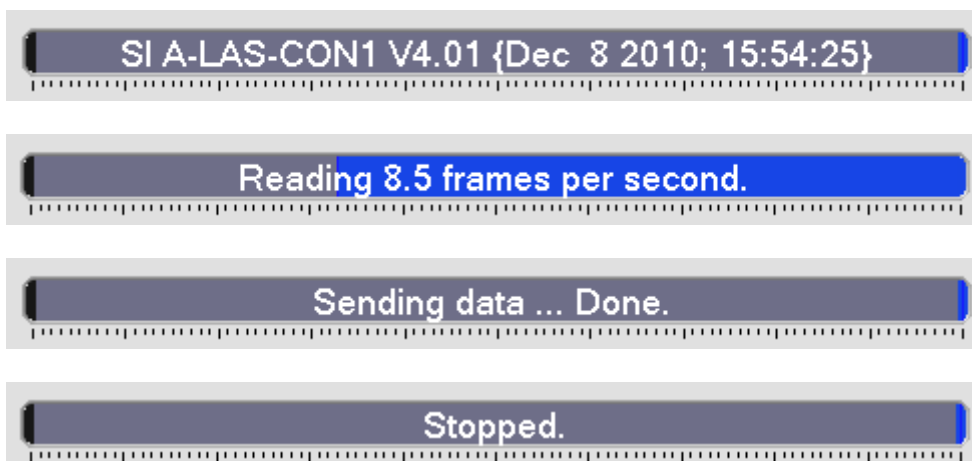 SI A-LAS-CON1 V4.01 {Dec  8 2010; 15:54:25}
Reading 8.5 frames per second.
Sending data ... Done.
Stopped.